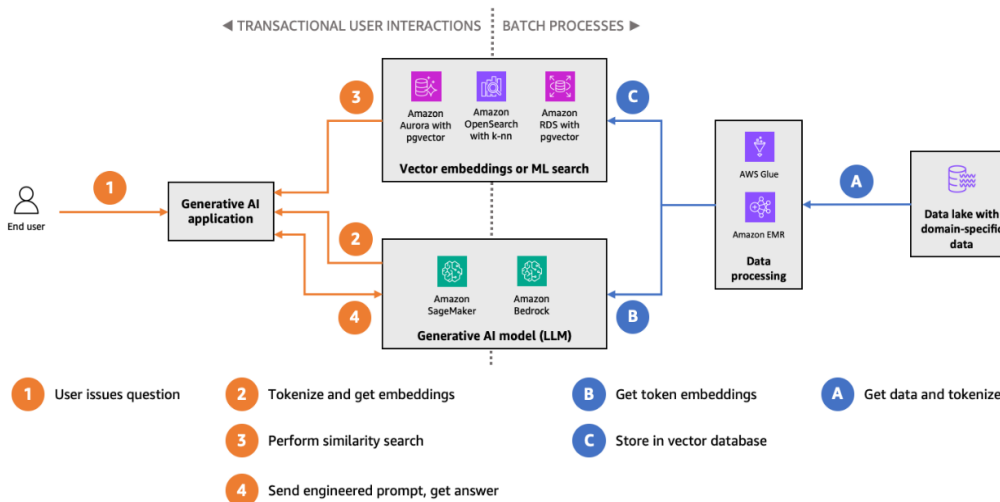 ◄ TRANSACTIONAL USER INTERACTIONS
BATCH PROCESSES ►
3
Amazon
Aurora with
pgvector
Amazon
OpenSearch
with k-nn
Amazon
RDS with
pgvector
Vector embeddings or ML search
C
1
End user
Generative AI
application
2
4
Amazon
SageMaker
Amazon
Bedrock
Generative AI model (LLM)
B
AWS Glue
Amazon EMR
Data
processing
A
Data lake with
domain-specific
data
1 User issues question
2 Tokenize and get embeddings
B Get token embeddings
A Get data and tokenize
3 Perform similarity search
C Store in vector database
4 Send engineered prompt, get answer